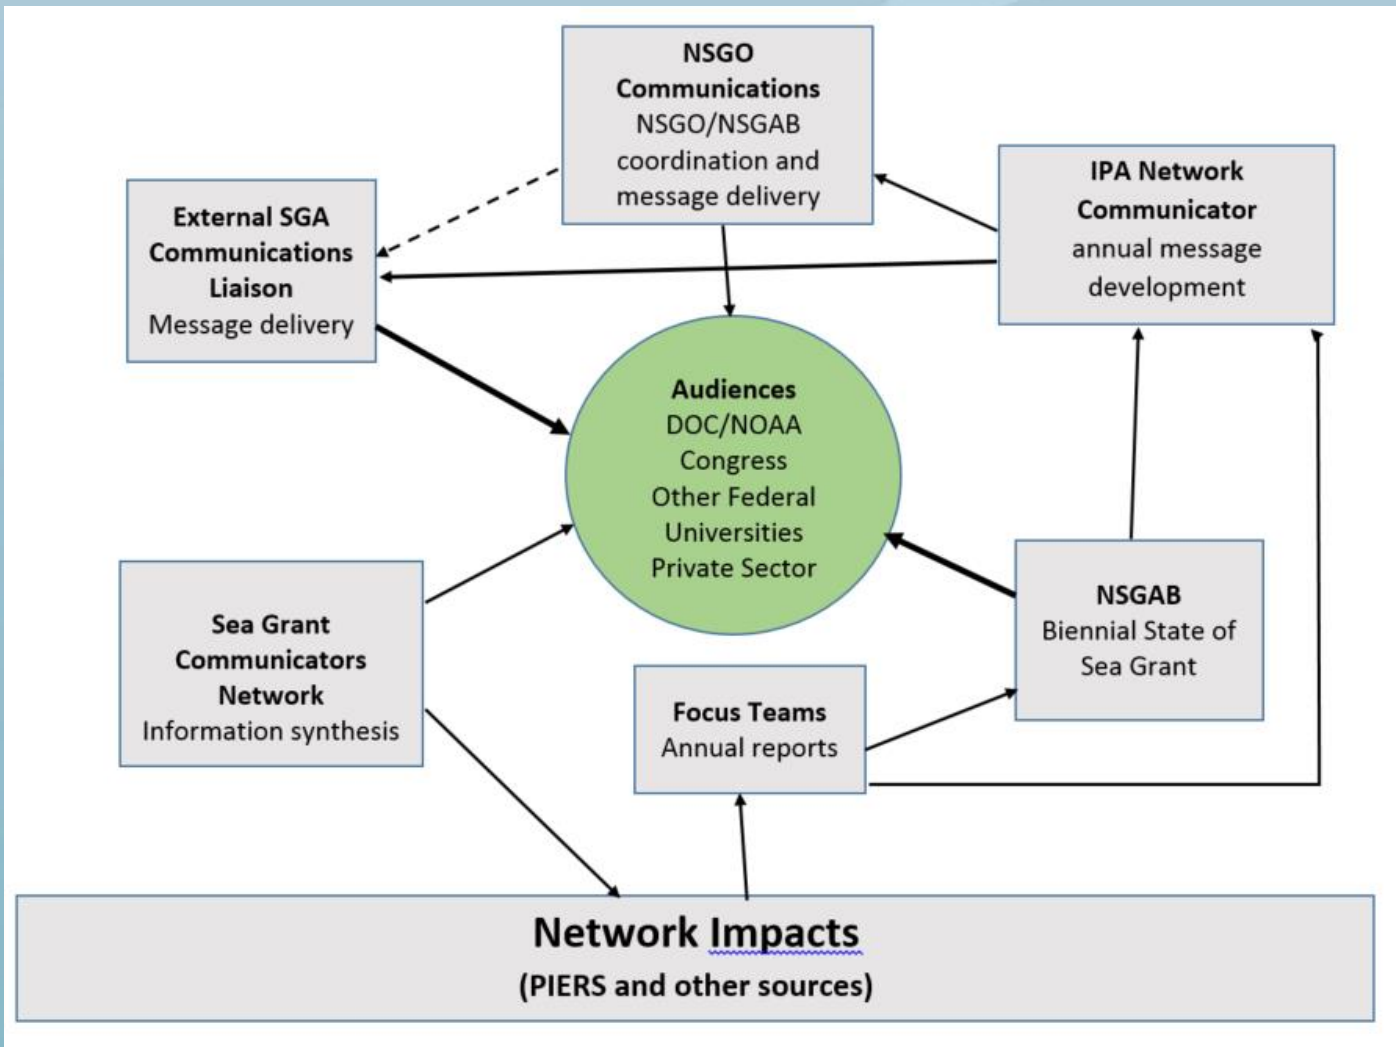 NSGO
Communications
NSGO/NSGAB
coordination and
message delivery
IPA Network
Communicator
annual message
development
External SGA
Communications
Liaison
Message delivery
Audiences
DOC/NOAA
Congress
Other Federal
Universities
Private Sector
Sea Grant
Communicators
Network
Information synthesis
NSGAB
Biennial State of
Sea Grant
Focus Teams
Annual reports
Network Impacts
(PIERS and other sources)